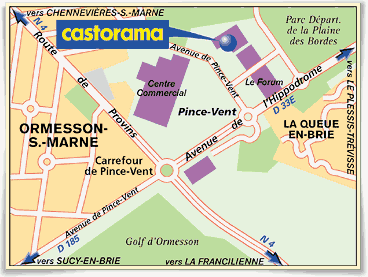 vers CHENNEVIÈRES-S.-MARNE
N 4
castorama
Parc Départ.
de la Plaine
des Bordes
Route de Provins
Avenue de Pince-Vent
Centre
Commercial
Le Forum
Pince-Vent
Avenue de l'Hippodrome
D 33E
vers LE PLESSIS-TRÉVISE
ORMESSON-
S.-MARNE
LA QUEUE
EN-BRIE
Carrefour
de Pince-Vent
Avenue de Pince-Vent
D 185
Golf d'Ormesson
N 4
vers SUCY-EN-BRIE
vers LA FRANCILIENNE